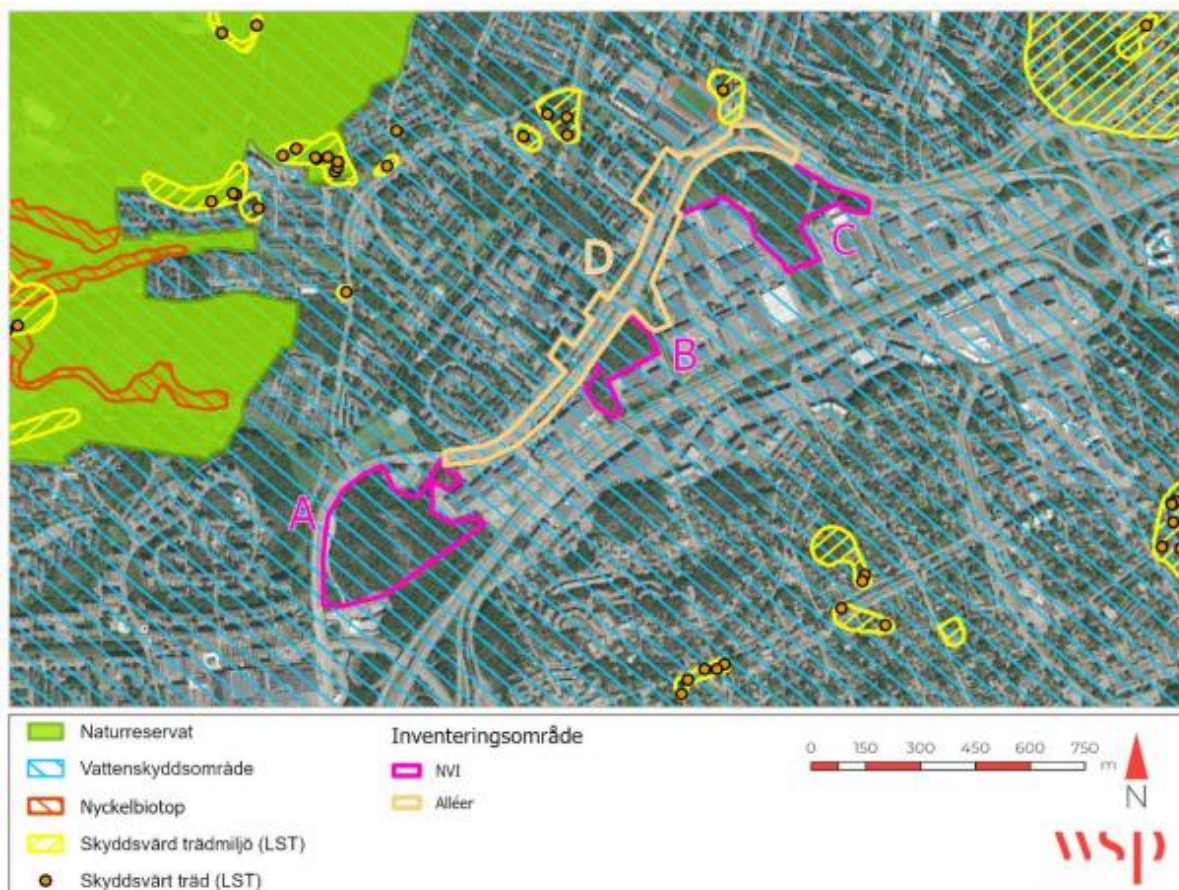 D
C
B
A
Naturreservat
Vattenskyddsområde
Nyckelbiotop
Skyddsvärd trädmiljö (LST)
Skyddsvärt träd (LST)
Inventeringsområde
NVI
Alléer
0 150 300 450 600 750
m
N
wsp